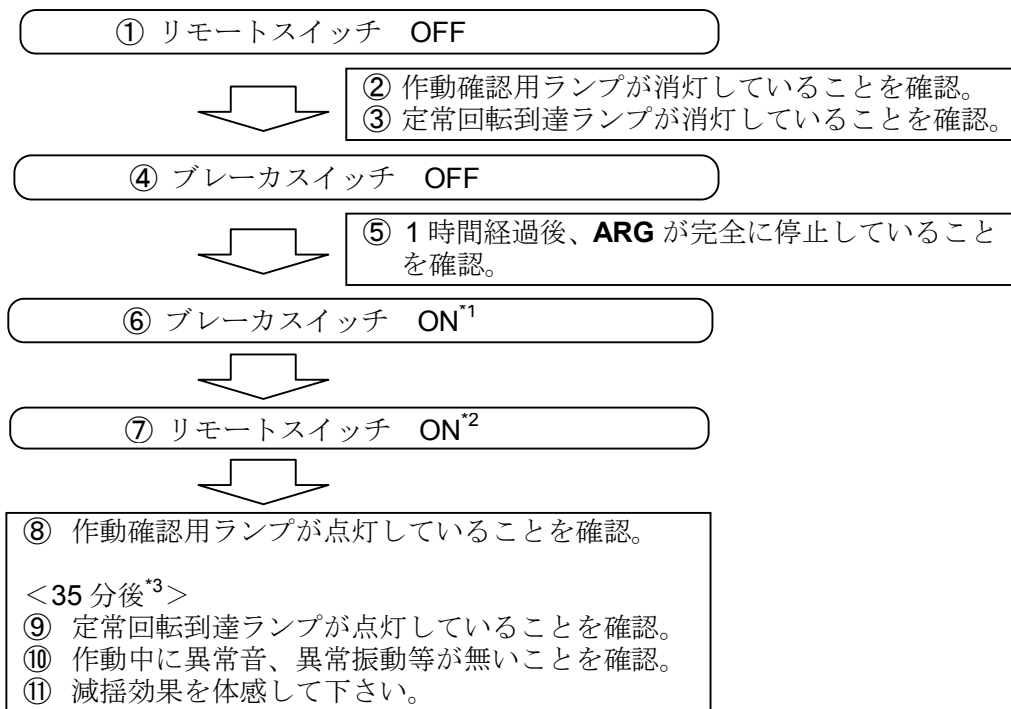 ① リモートスイッチ OFF
② 作動確認用ランプが消灯していることを確認。
③ 定常回転到達ランプが消灯していることを確認。
④ ブレーカスイッチ OFF
⑤ 1時間経過後、ARG が完全に停止していること
を確認。
⑥ ブレーカスイッチ ON*1
⑦ リモートスイッチ ON*2
⑧ 作動確認用ランプが点灯していることを確認。
＜35 分後*3＞
⑨ 定常回転到達ランプが点灯していることを確認。
⑩ 作動中に異常音、異常振動等が無いことを確認。
⑪ 減揺効果を体感して下さい。